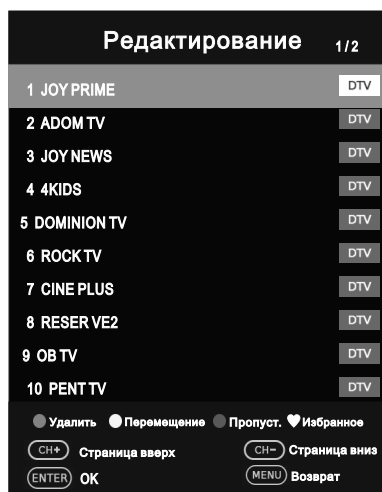 Редактирование 1/2
1 JOY PRIME DTV
2 ADOM TV DTV
3 JOY NEWS DTV
4 4KIDS DTV
5 DOMINION TV DTV
6 ROCK TV DTV
7 CINE PLUS DTV
8 RESER VE2 DTV
9 OB TV DTV
10 PENT TV DTV
Удалить Перемещение Пропуст. Избранное
CH+ Страница вверх CH- Страница вниз
ENTER OK MENU Возврат